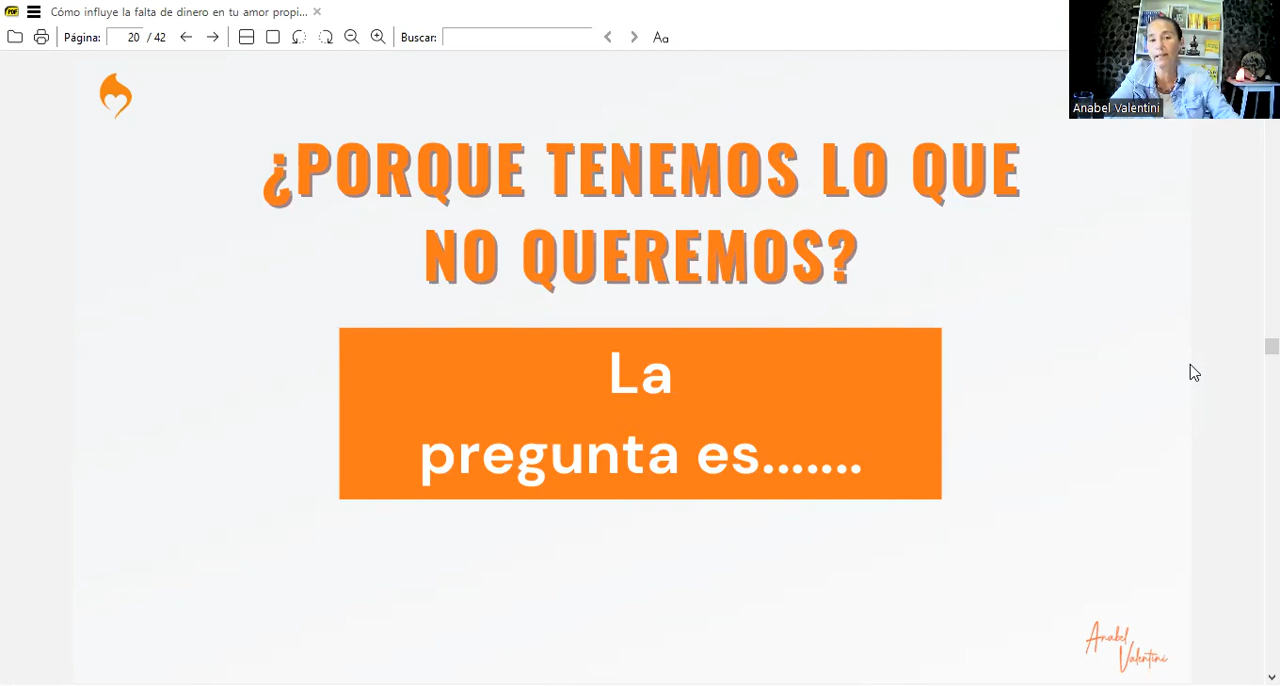 Cómo influye la falta de dinero en tu amor propi...
Página: 20 / 42
Buscar:
Aa
Anabel Valentini
¿PORQUE TENEMOS LO QUE
NO QUEREMOS?
La
pregunta es.......
Anabel
Valentini